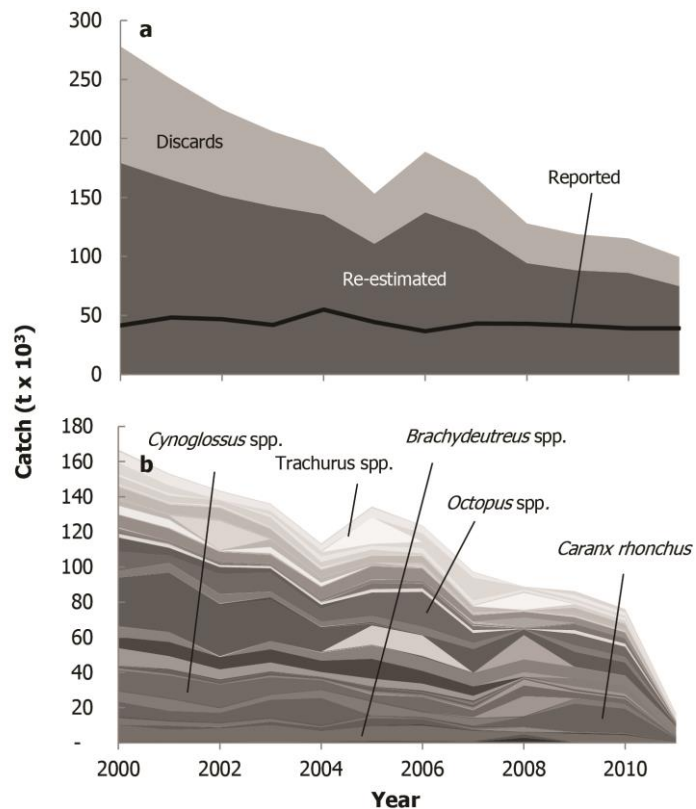 300
a
250
Discards
200
Reported
150
100
Re-estimated
50
0
Catch (t x 10³)
180
b
Cynoglossus spp.
Brachydeutreus spp.
160
Trachurus spp.
140
Octopus spp.
120
Caranx rhonchus
100
80
60
40
20
-
2000 2002 2004 2006 2008 2010
Year